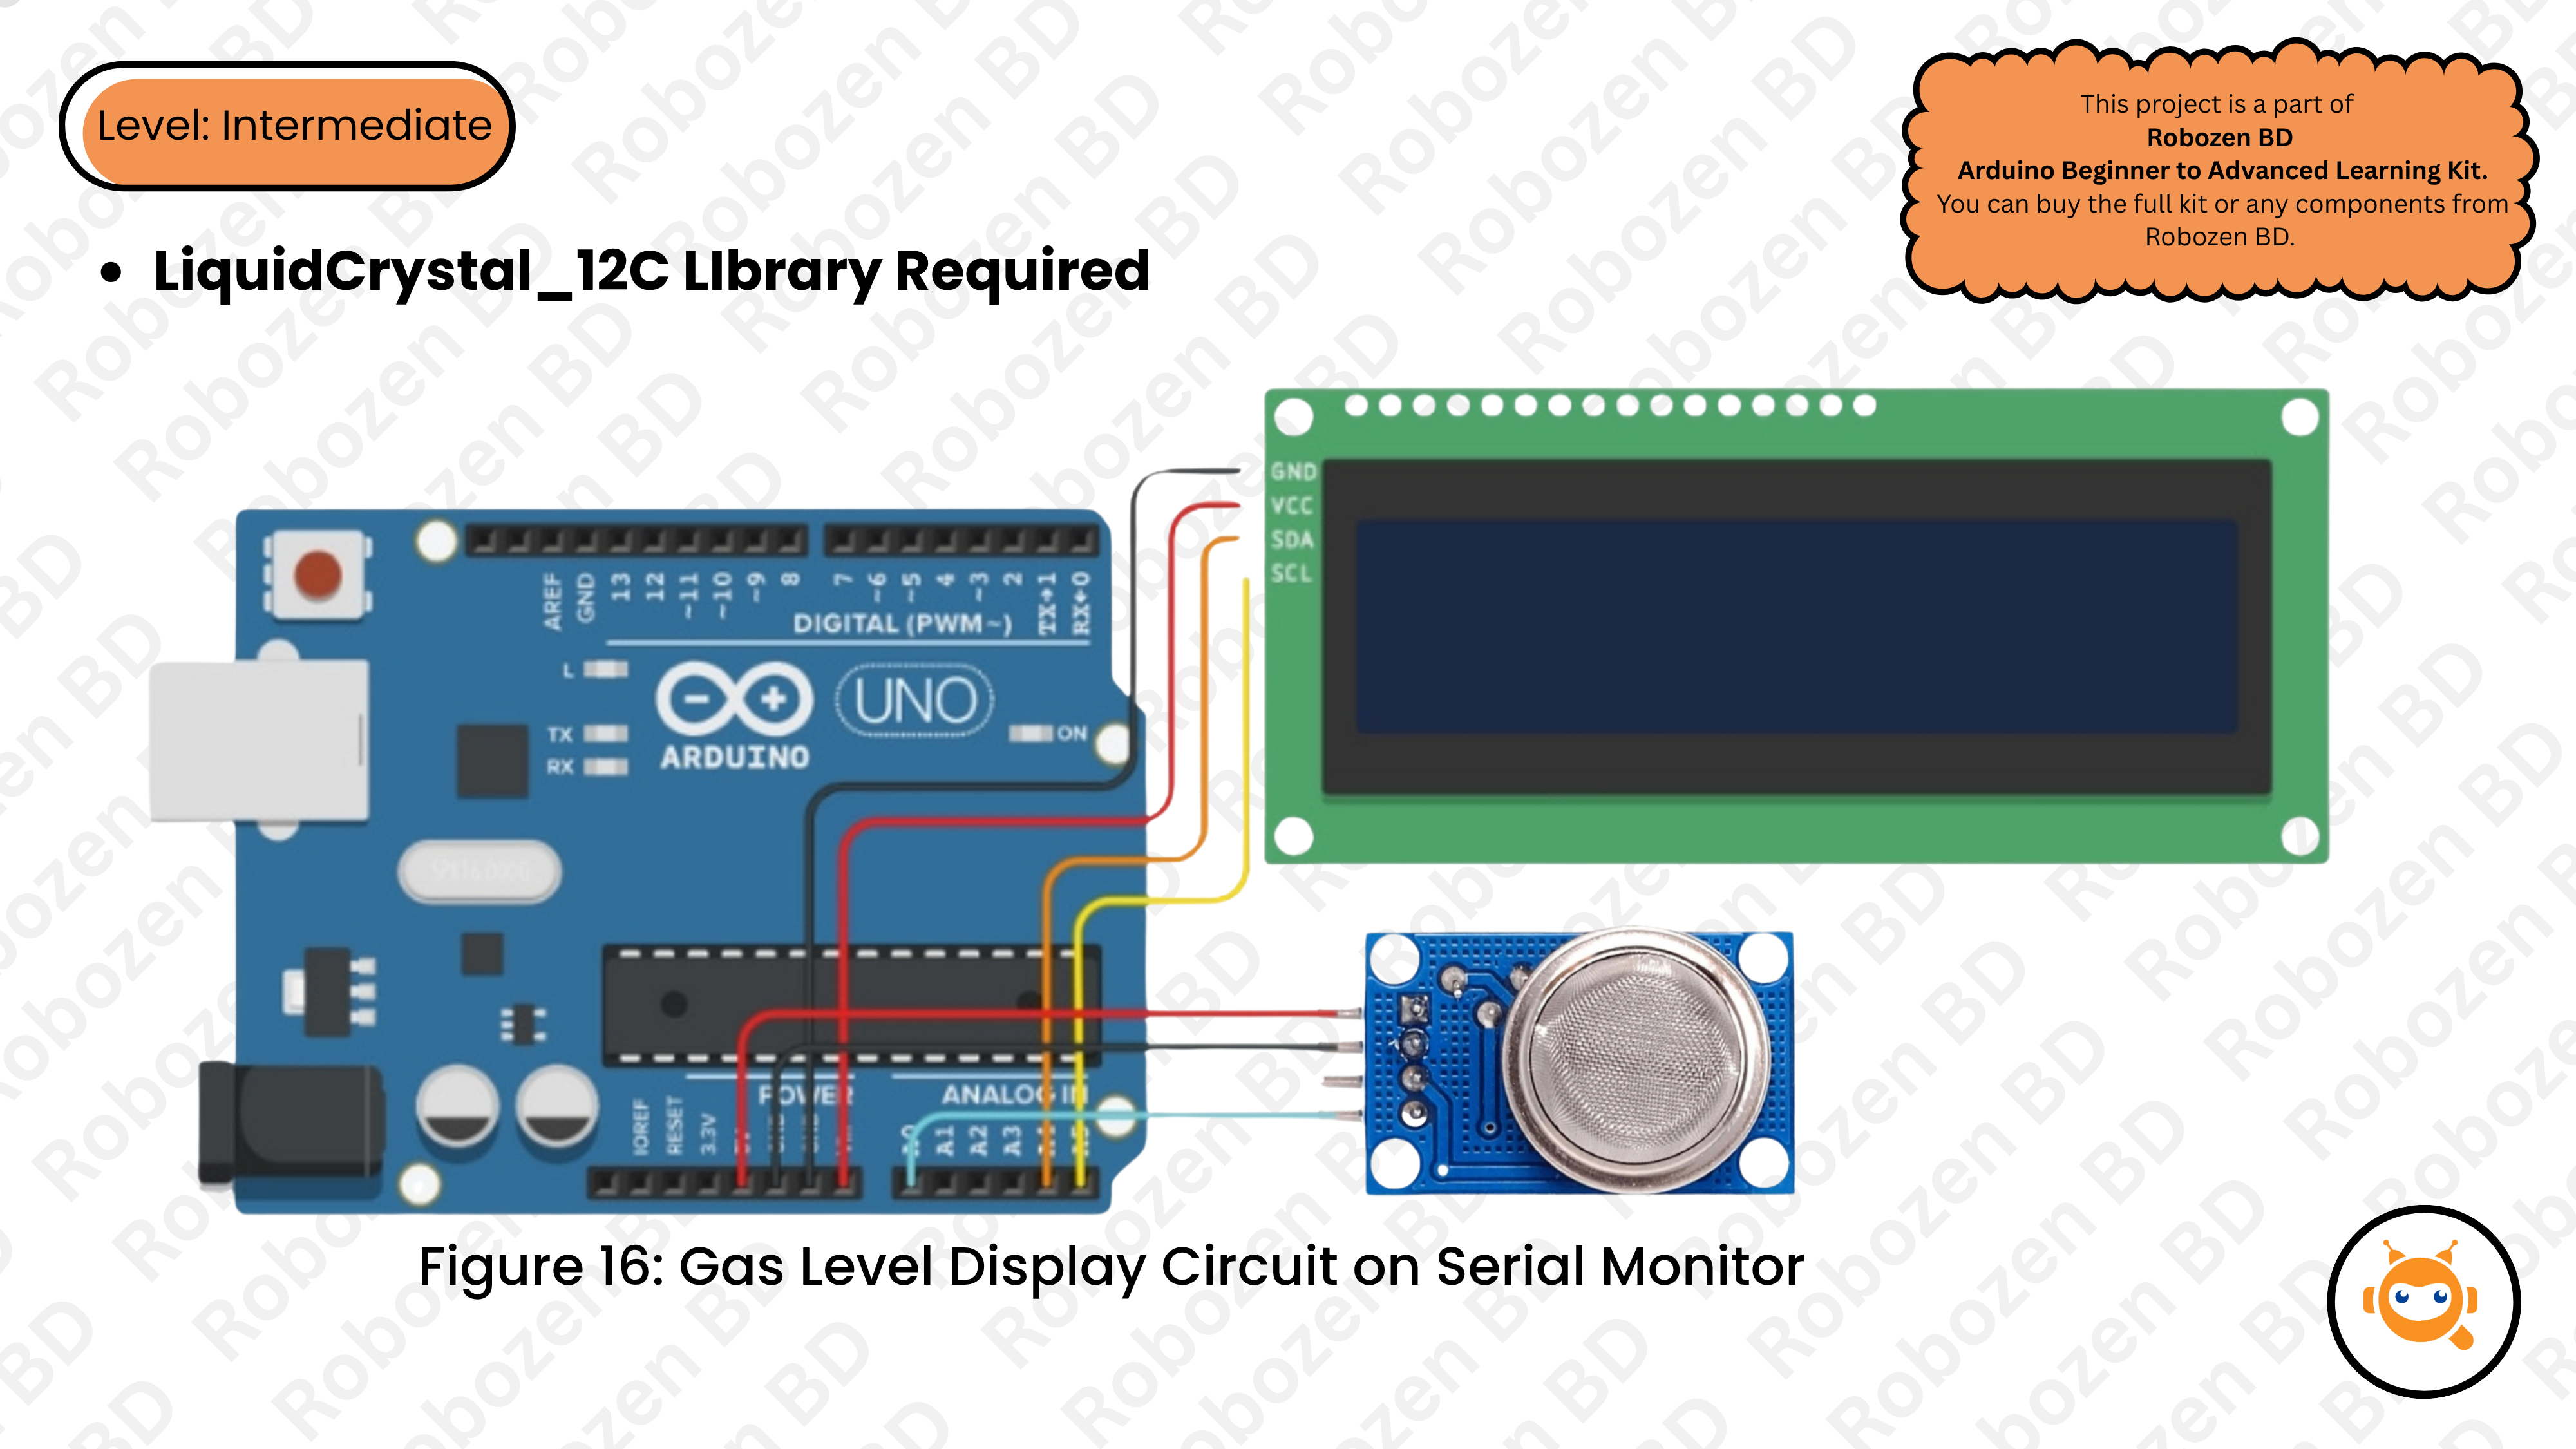 Level: Intermediate
This project is a part of
Robozen BD
Arduino Beginner to Advanced Learning Kit.
You can buy the full kit or any components from
Robozen BD.
LiquidCrystal_12C LIbrary Required
GND
VCC
SDA
SCL
AREF
GND
13
12
~11
~10
~9
8
7
~6
~5
4
~3
2
TX→1
RX←0
DIGITAL (PWM~)
L
TX
RX
ARDUINO
UNO
ON
POWER
ANALOG IN
IOREF
RESET
3.3V
A1
A2
A3
Figure 16: Gas Level Display Circuit on Serial Monitor
Robozen BD